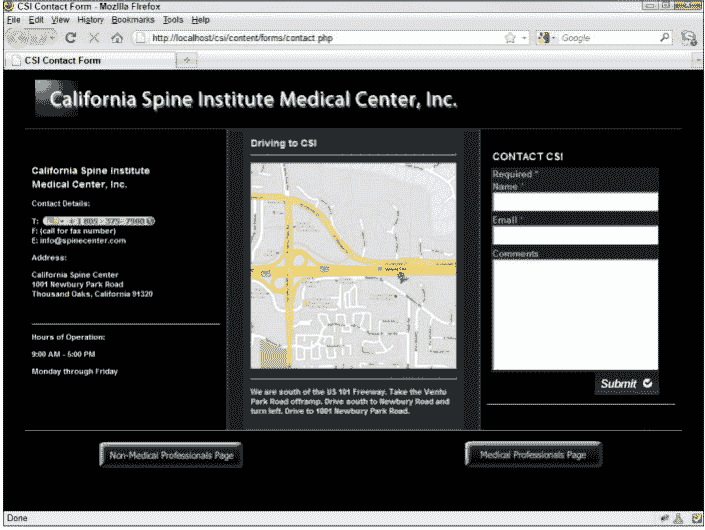 CSI Contact Form - Mozilla Firefox
File Edit View History Bookmarks Tools Help
http://localhost/csi/content/forms/contact.php
Google
CSI Contact Form
California Spine Institute Medical Center, Inc.
California Spine Institute
Medical Center, Inc.
Contact Details:
T: +1 805-375-7900
F: (call for fax number)
E: info@spinecenter.com
Address:
California Spine Center
1001 Newbury Park Road
Thousand Oaks, California 91320
Hours of Operation:
9:00 AM - 5:00 PM
Monday through Friday
Driving to CSI
We are south of the US 101 Freeway. Take the Ventu
Park Road offramp. Drive south to Newbury Road and
turn left. Drive to 1001 Newbury Park Road.
CONTACT CSI
Required *
Name *
Email *
Comments
Submit
Non-Medical Professionals Page
Medical Professionals Page
Done